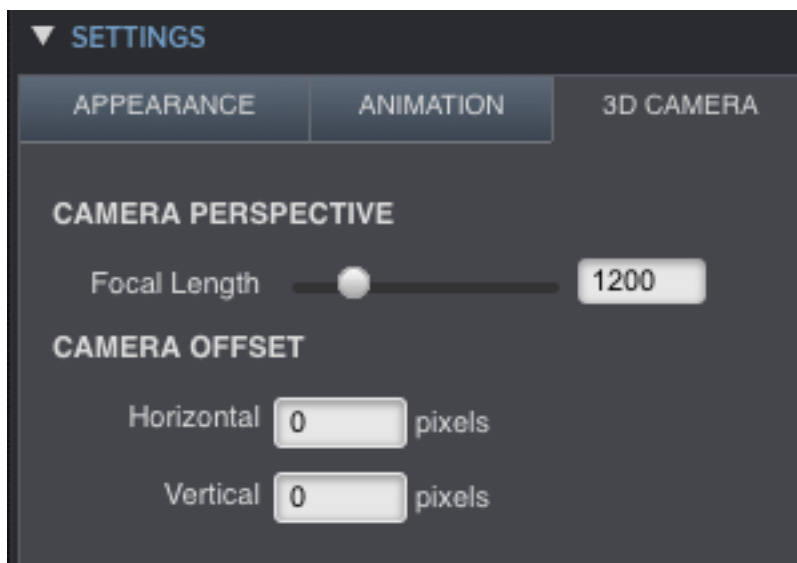 SETTINGS
APPEARANCE ANIMATION 3D CAMERA
CAMERA PERSPECTIVE
Focal Length 1200
CAMERA OFFSET
Horizontal 0 pixels
Vertical 0 pixels